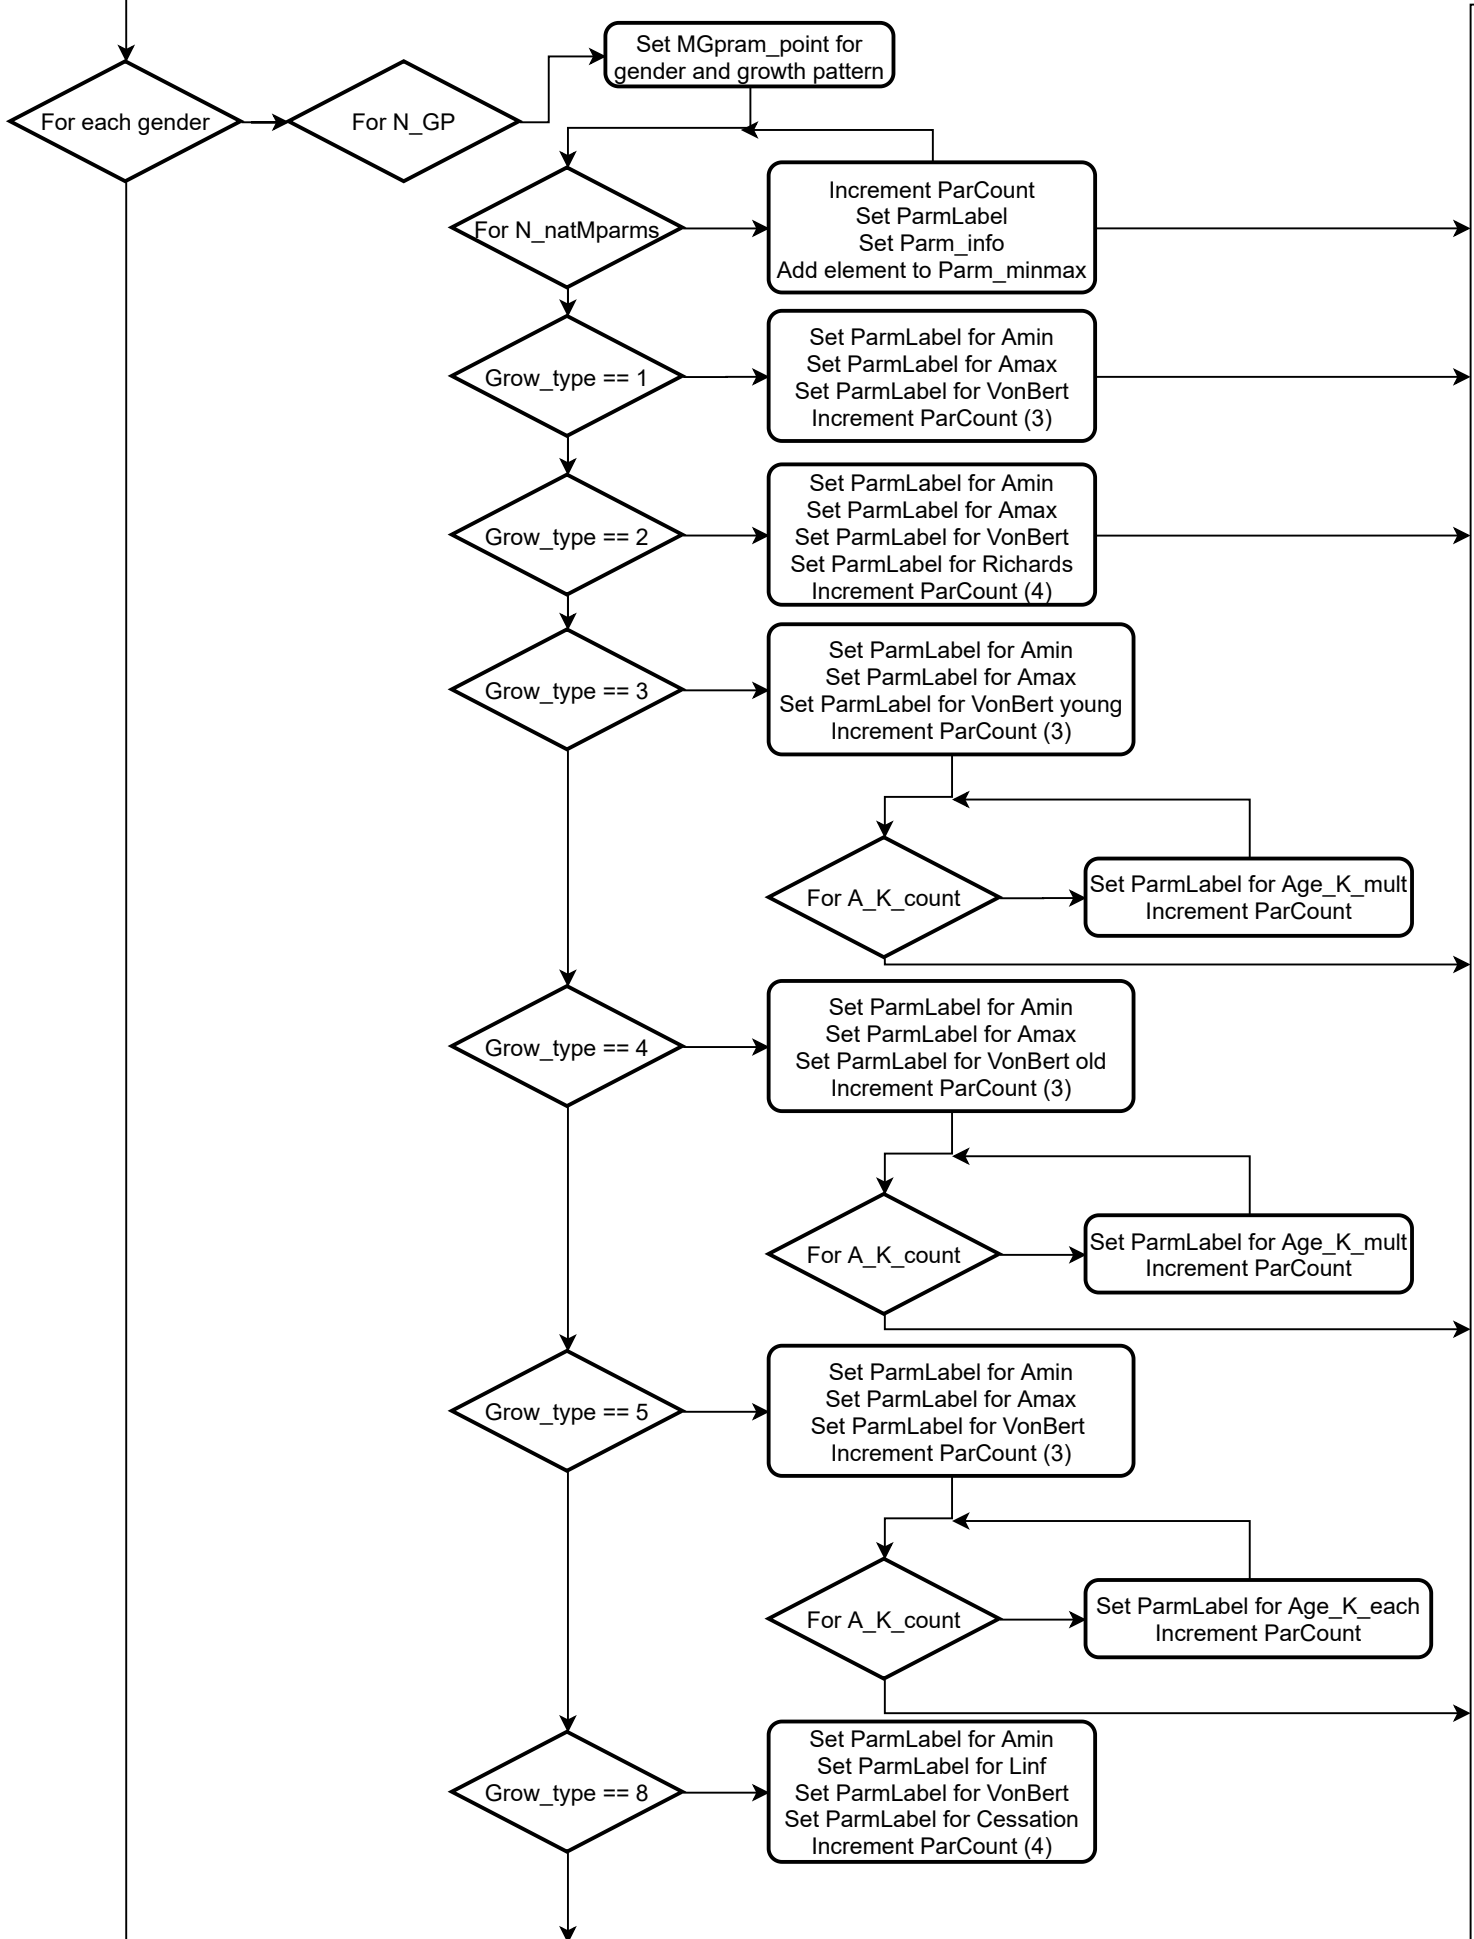 Set MGpram_point for
gender and growth pattern
For each gender
For N_GP
For N_natMparms
Increment ParCount
Set ParmLabel
Set Parm_info
Add element to Parm_minmax
Grow_type == 1
Set ParmLabel for Amin
Set ParmLabel for Amax
Set ParmLabel for VonBert
Increment ParCount (3)
Grow_type == 2
Set ParmLabel for Amin
Set ParmLabel for Amax
Set ParmLabel for VonBert
Set ParmLabel for Richards
Increment ParCount (4)
Grow_type == 3
Set ParmLabel for Amin
Set ParmLabel for Amax
Set ParmLabel for VonBert young
Increment ParCount (3)
For A_K_count
Set ParmLabel for Age_K_mult
Increment ParCount
Grow_type == 4
Set ParmLabel for Amin
Set ParmLabel for Amax
Set ParmLabel for VonBert old
Increment ParCount (3)
For A_K_count
Set ParmLabel for Age_K_mult
Increment ParCount
Grow_type == 5
Set ParmLabel for Amin
Set ParmLabel for Amax
Set ParmLabel for VonBert
Increment ParCount (3)
For A_K_count
Set ParmLabel for Age_K_each
Increment ParCount
Grow_type == 8
Set ParmLabel for Amin
Set ParmLabel for Linf
Set ParmLabel for VonBert
Set ParmLabel for Cessation
Increment ParCount (4)